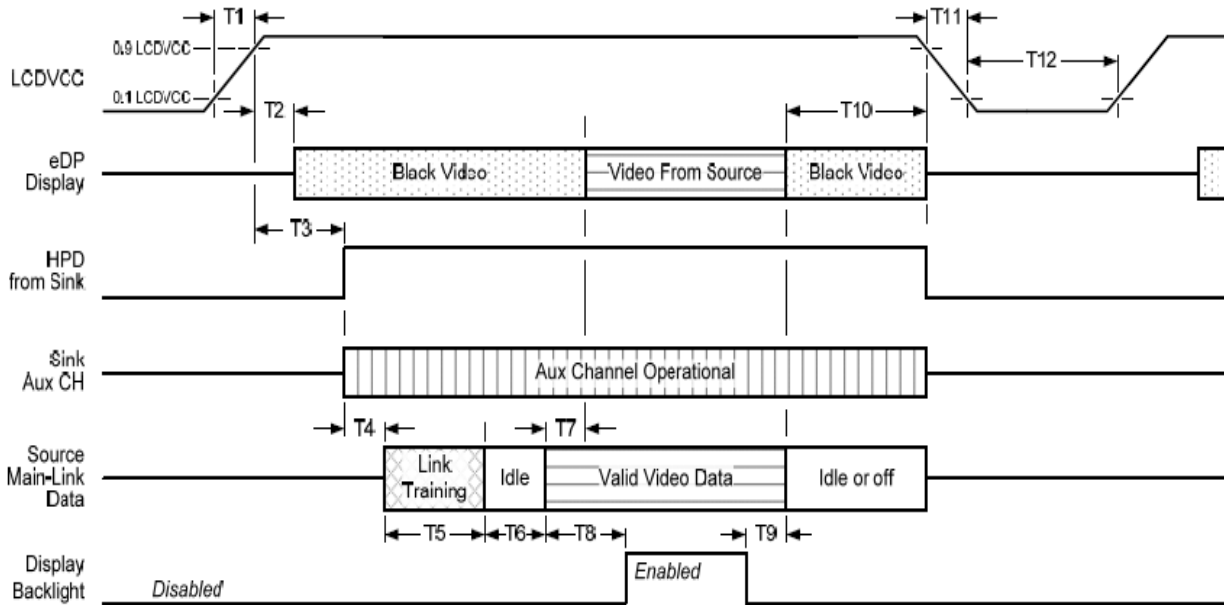 T1
T11
0.9 LCDVCC
LCDVCC
T12
0.1 LCDVCC
T2
T10
eDP
Display
Black Video
Video From Source
Black Video
T3
HPD
from Sink
Sink
Aux CH
Aux Channel Operational
T4
T7
Source
Main-Link
Data
Link
Training
Idle
Valid Video Data
Idle or off
T5
T6
T8
T9
Display
Backlight
Disabled
Enabled